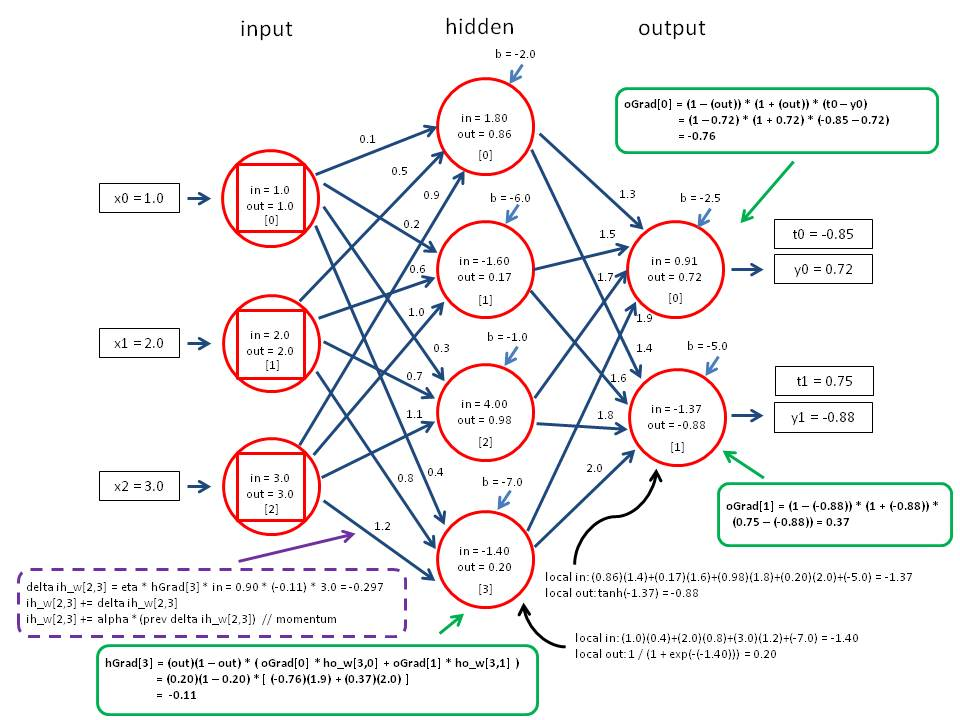 input
hidden
output
b = -2.0
in = 1.80
out = 0.86
[0]
oGrad[0] = (1 – (out)) * (1 + (out)) * (t0 – y0)
= (1 – 0.72) * (1 + 0.72) * (-0.85 – 0.72)
= -0.76
0.1
0.5
0.9
0.2
0.6
1.0
0.3
0.7
1.1
0.4
0.8
1.2
x0 = 1.0
in = 1.0
out = 1.0
[0]
b = -6.0
in = -1.60
out = 0.17
[1]
1.3
1.5
1.7
1.9
1.4
1.6
1.8
2.0
b = -2.5
in = 0.91
out = 0.72
[0]
t0 = -0.85
y0 = 0.72
x1 = 2.0
in = 2.0
out = 2.0
[1]
b = -1.0
in = 4.00
out = 0.98
[2]
b = -5.0
in = -1.37
out = -0.88
[1]
t1 = 0.75
y1 = -0.88
x2 = 3.0
in = 3.0
out = 3.0
[2]
b = -7.0
in = -1.40
out = 0.20
[3]
oGrad[1] = (1 – (-0.88)) * (1 + (-0.88)) *
(0.75 – (-0.88)) = 0.37
delta ih_w[2,3] = eta * hGrad[3] * in = 0.90 * (-0.11) * 3.0 = -0.297
ih_w[2,3] += delta ih_w[2,3]
ih_w[2,3] += alpha * (prev delta ih_w[2,3]) // momentum
local in: (0.86)(1.4)+(0.17)(1.6)+(0.98)(1.8)+(0.20)(2.0)+(-5.0) = -1.37
local out: tanh(-1.37) = -0.88
local in: (1.0)(0.4)+(2.0)(0.8)+(3.0)(1.2)+(-7.0) = -1.40
local out: 1 / (1 + exp(-(-1.40))) = 0.20
hGrad[3] = (out)(1 – out) * ( oGrad[0] * ho_w[3,0] + oGrad[1] * ho_w[3,1] )
= (0.20)(1 – 0.20) * [ (-0.76)(1.9) + (0.37)(2.0) ]
= -0.11